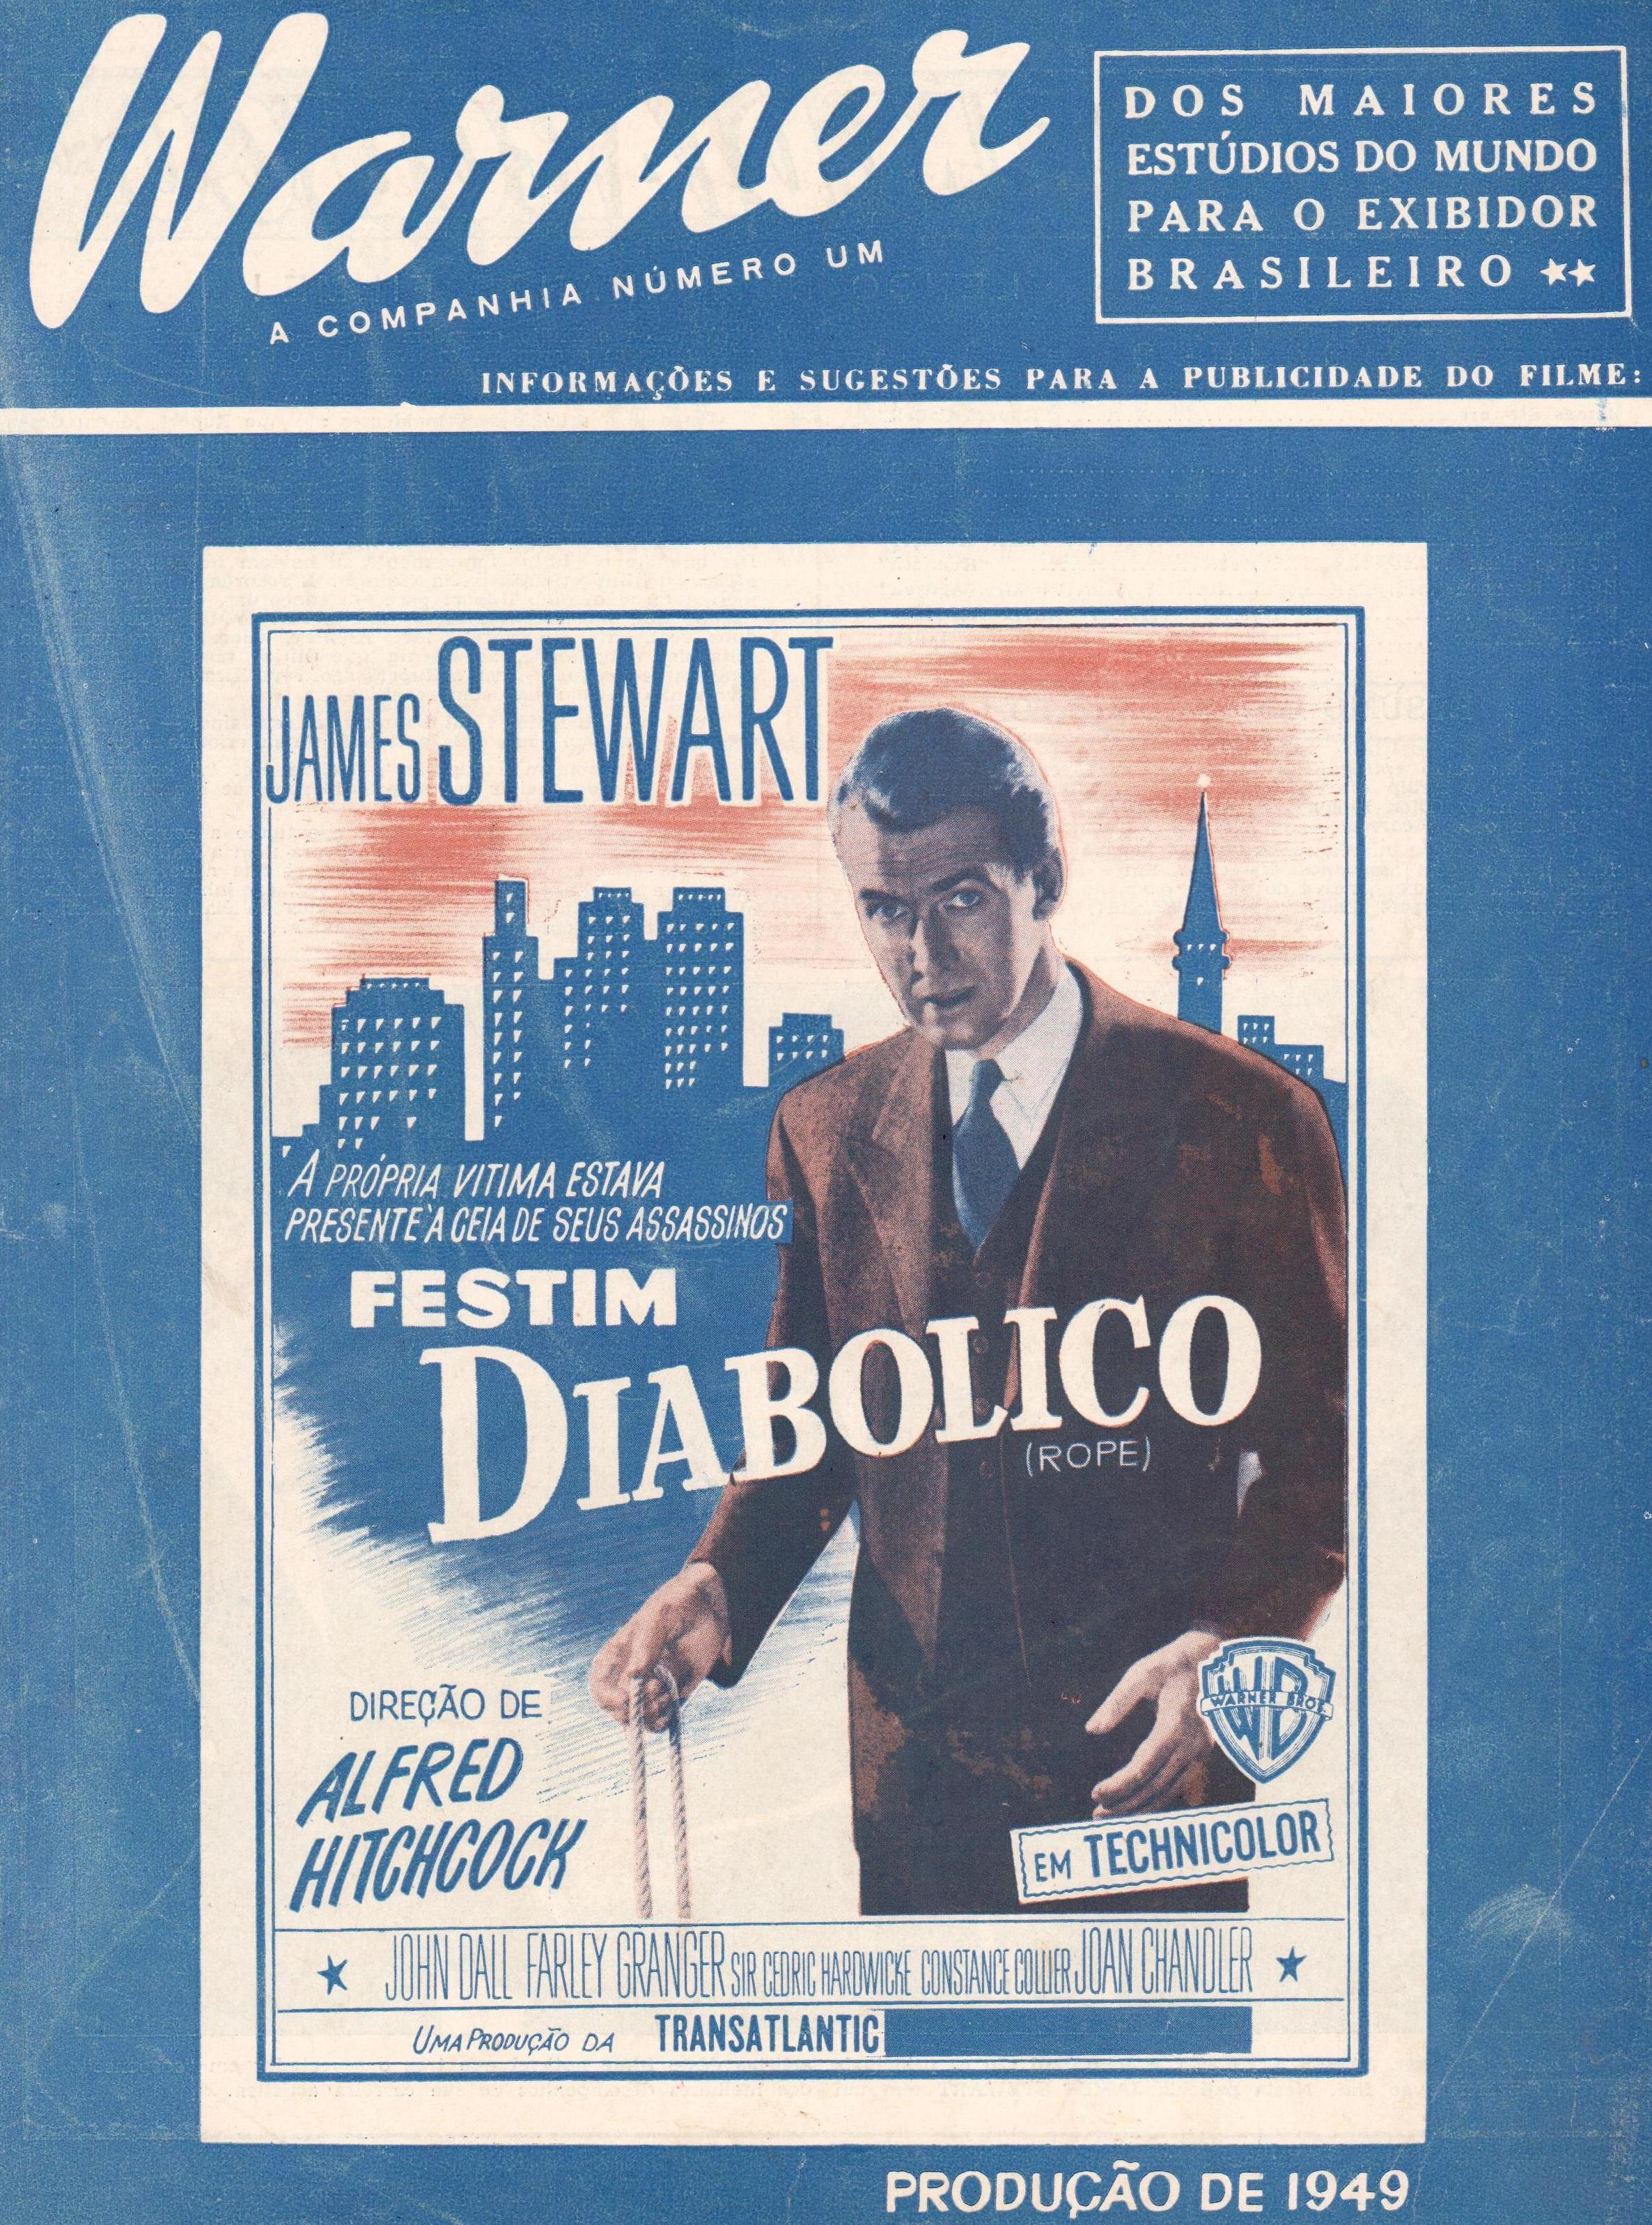 Warner
A COMPANHIA NÚMERO UM
DOS MAIORES
ESTÚDIOS DO MUNDO
PARA O EXIBIDOR
BRASILEIRO ★★
INFORMAÇÕES E SUGESTÕES PARA A PUBLICIDADE DO FILME:
JAMES STEWART
A PRÓPRIA VITIMA ESTAVA
PRESENTE À CEIA DE SEUS ASSASSINOS
FESTIM
DIABOLICO
(ROPE)
DIREÇÃO DE
ALFRED
HITCHCOCK
WB
WARNER BROS.
EM TECHNICOLOR
★ JOHN DALL FARLEY GRANGER SIR CEDRIC HARDWICKE CONSTANCE COLLIER JOAN CHANDLER ★
UMA PRODUÇÃO DA TRANSATLANTIC
PRODUÇÃO DE 1949